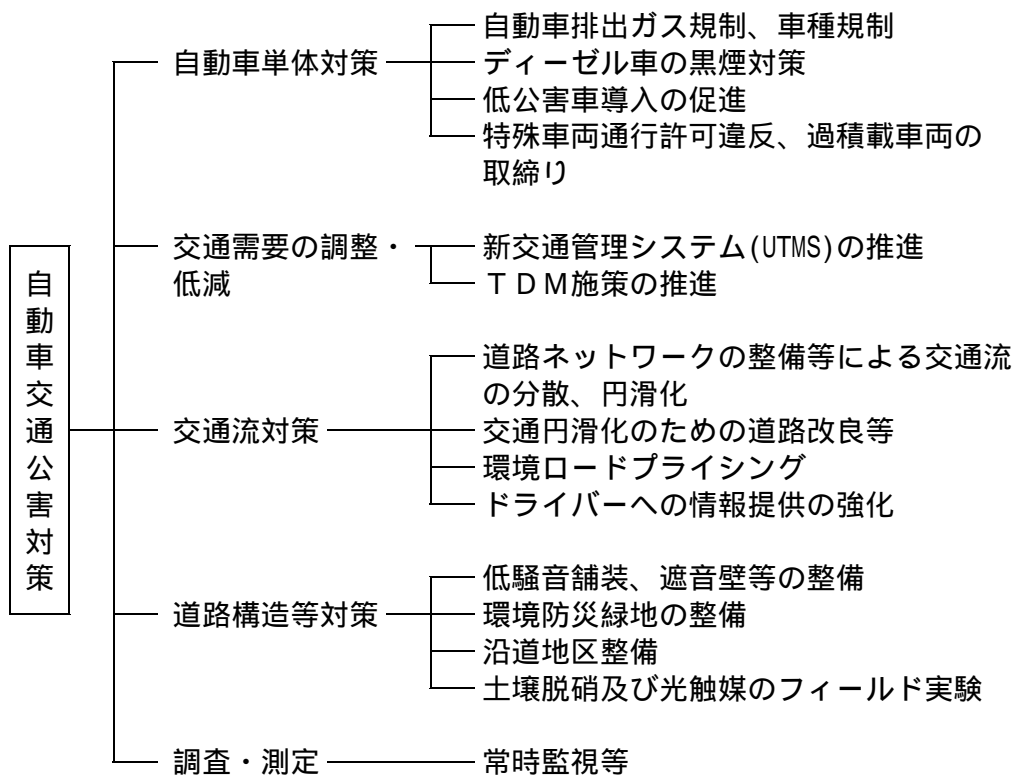 自動車交通公害対策
自動車単体対策
自動車排出ガス規制、車種規制
ディーゼル車の黒煙対策
低公害車導入の促進
特殊車両通行許可違反、過積載車両の
取締り
交通需要の調整・
低減
新交通管理システム(UTMS)の推進
ＴＤＭ施策の推進
交通流対策
道路ネットワークの整備等による交通流
の分散、円滑化
交通円滑化のための道路改良等
環境ロードプライシング
ドライバーへの情報提供の強化
道路構造等対策
低騒音舗装、遮音壁等の整備
環境防災緑地の整備
沿道地区整備
土壌脱硝及び光触媒のフィールド実験
調査・測定
常時監視等